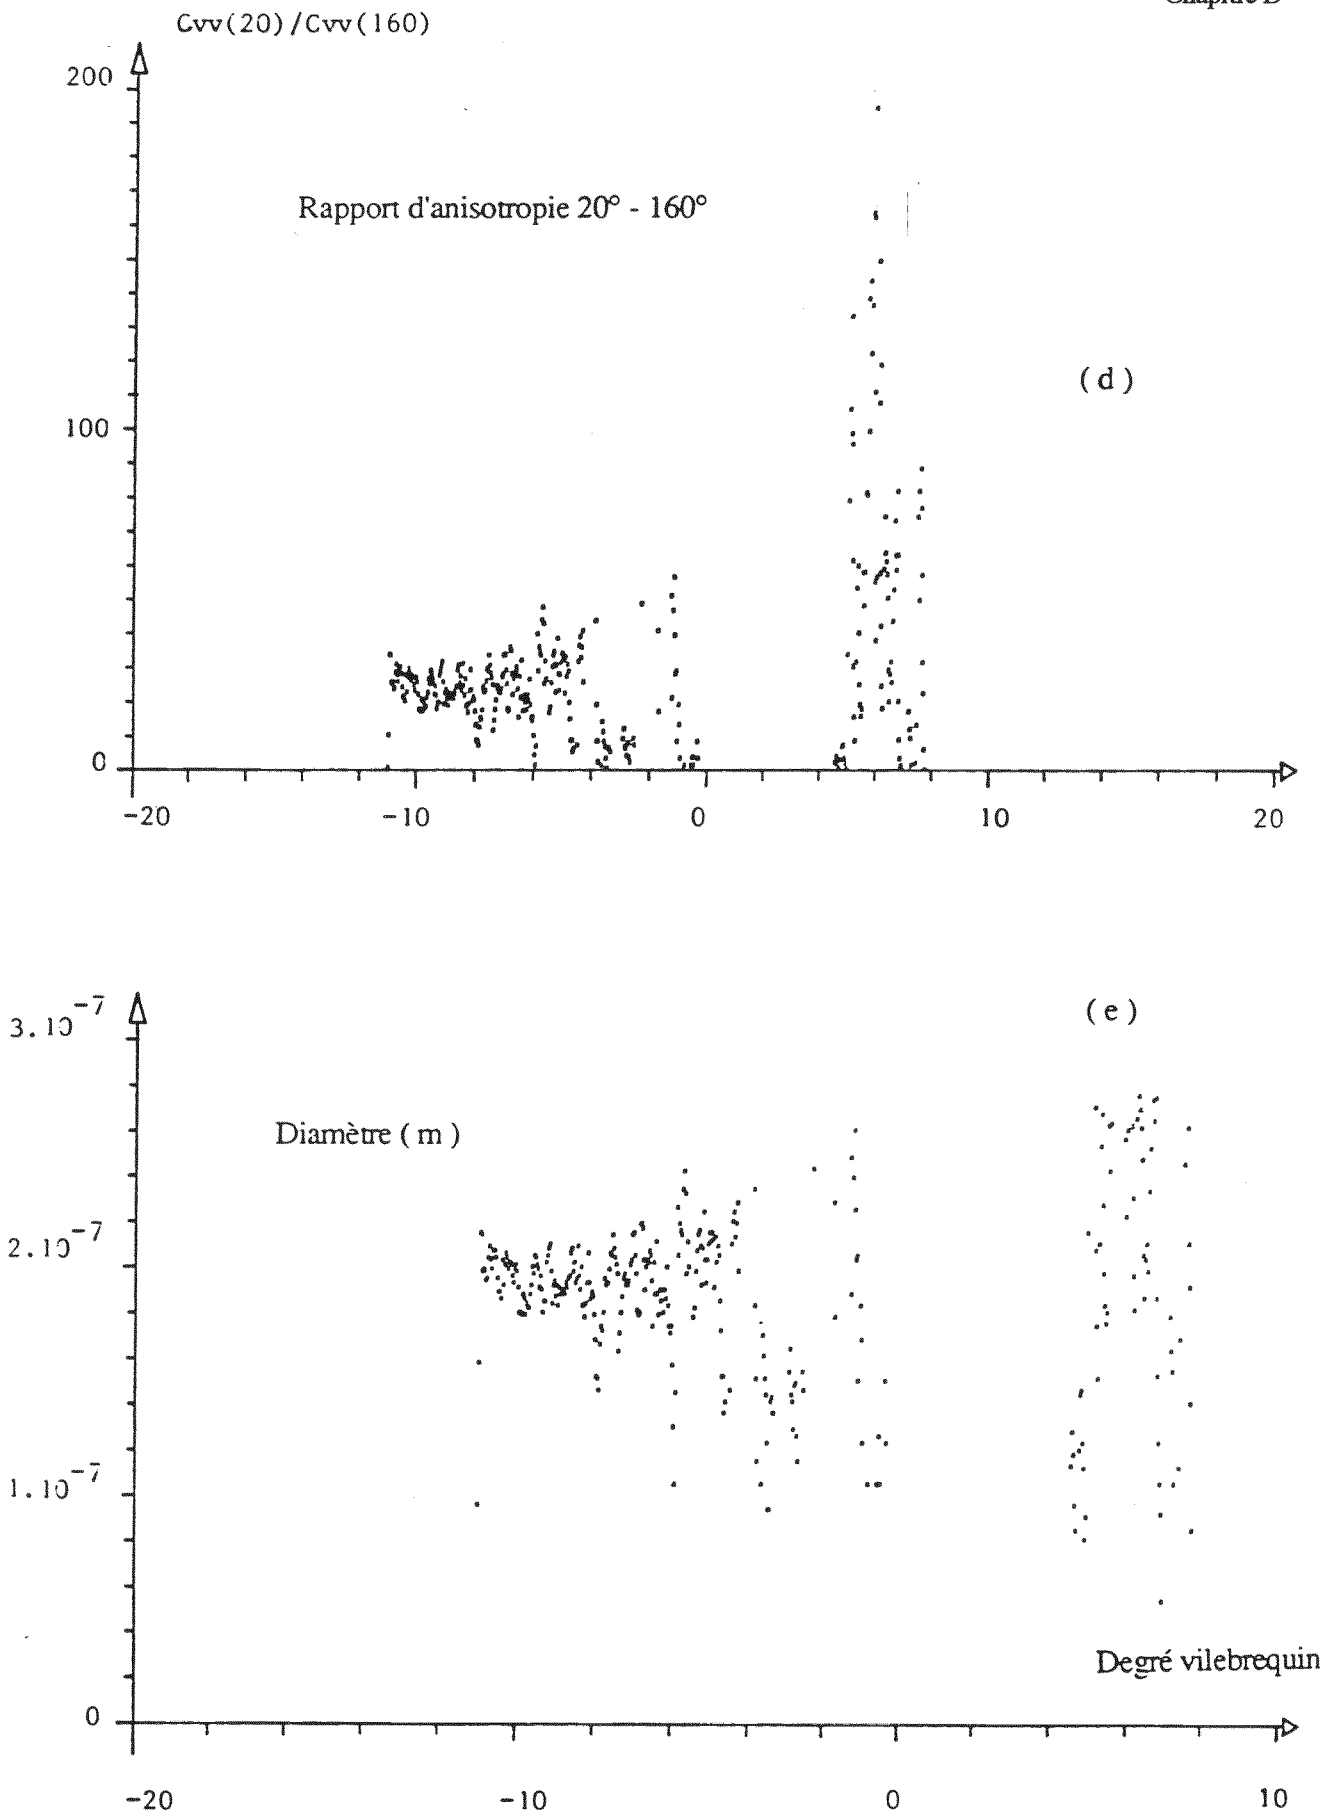 Chapitre D
Cvv(20)/Cvv(160)
200
Rapport d'anisotropie 20° - 160°
( d )
100
0
-20 -10 0 10 20
3.10⁻⁷
( e )
Diamètre ( m )
2.10⁻⁷
1.10⁻⁷
Degré vilebrequin
0
-20 -10 0 10